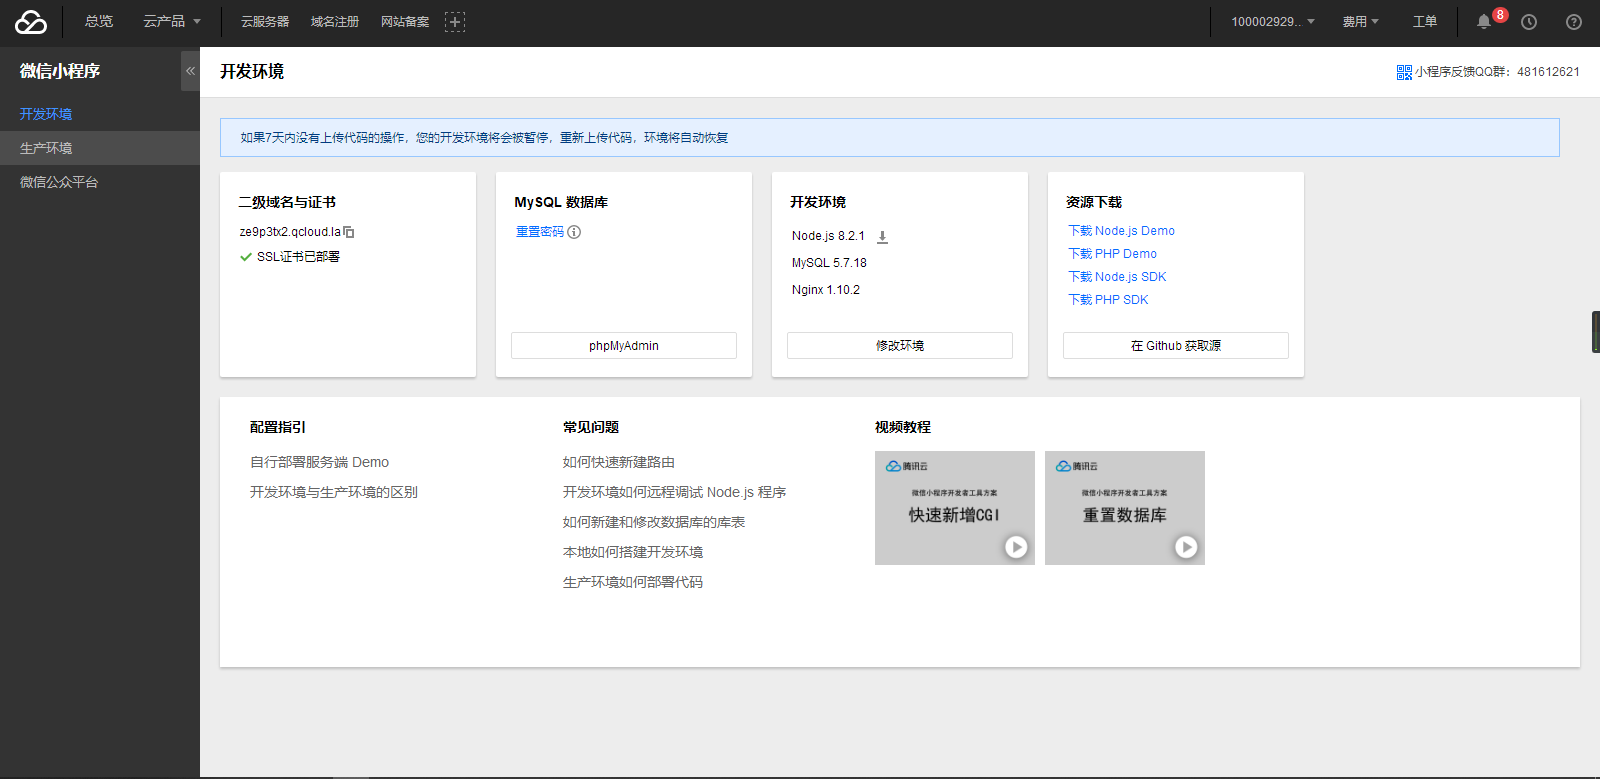 总览
云产品
云服务器
域名注册
网站备案
100002929..
费用
工单
8
微信小程序
开发环境
生产环境
微信公众平台
开发环境
小程序反馈QQ群：481612621
如果7天内没有上传代码的操作，您的开发环境将会被暂停，重新上传代码，环境将自动恢复
二级域名与证书
ze9p3tx2.qcloud.la
SSL证书已部署
MySQL 数据库
重置密码
phpMyAdmin
开发环境
Node.js 8.2.1
MySQL 5.7.18
Nginx 1.10.2
修改环境
资源下载
下载 Node.js Demo
下载 PHP Demo
下载 Node.js SDK
下载 PHP SDK
在 Github 获取源
配置指引
自行部署服务端 Demo
开发环境与生产环境的区别
常见问题
如何快速新建路由
开发环境如何远程调试 Node.js 程序
如何新建和修改数据库的库表
本地如何搭建开发环境
生产环境如何部署代码
视频教程
腾讯云
微信小程序开发者工具方案
快速新增CGI
腾讯云
微信小程序开发者工具方案
重置数据库